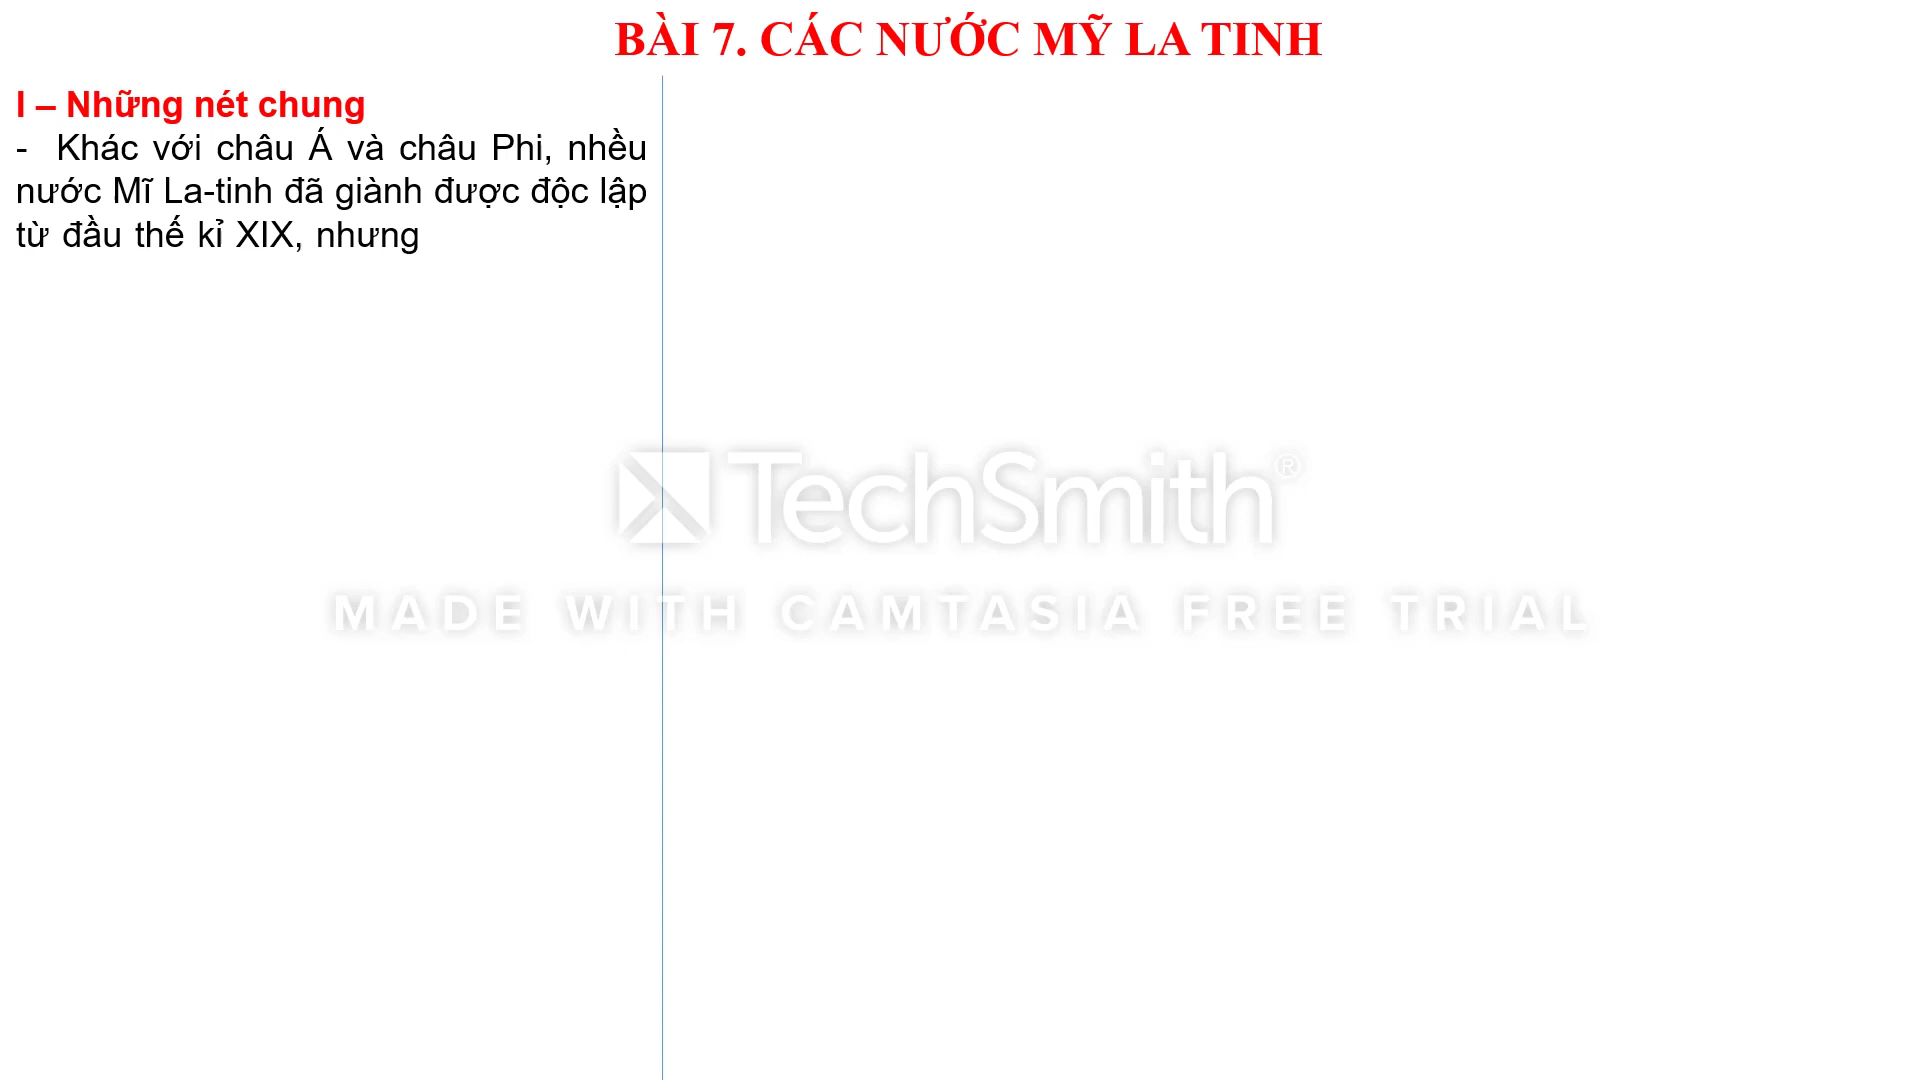 BÀI 7. CÁC NƯỚC MỸ LA TINH
I – Những nét chung
- Khác với châu Á và châu Phi, nhều
nước Mĩ La-tinh đã giành được độc lập
từ đầu thế kỉ XIX, nhưng
TechSmith®
MADE WITH CAMTASIA FREE TRIAL